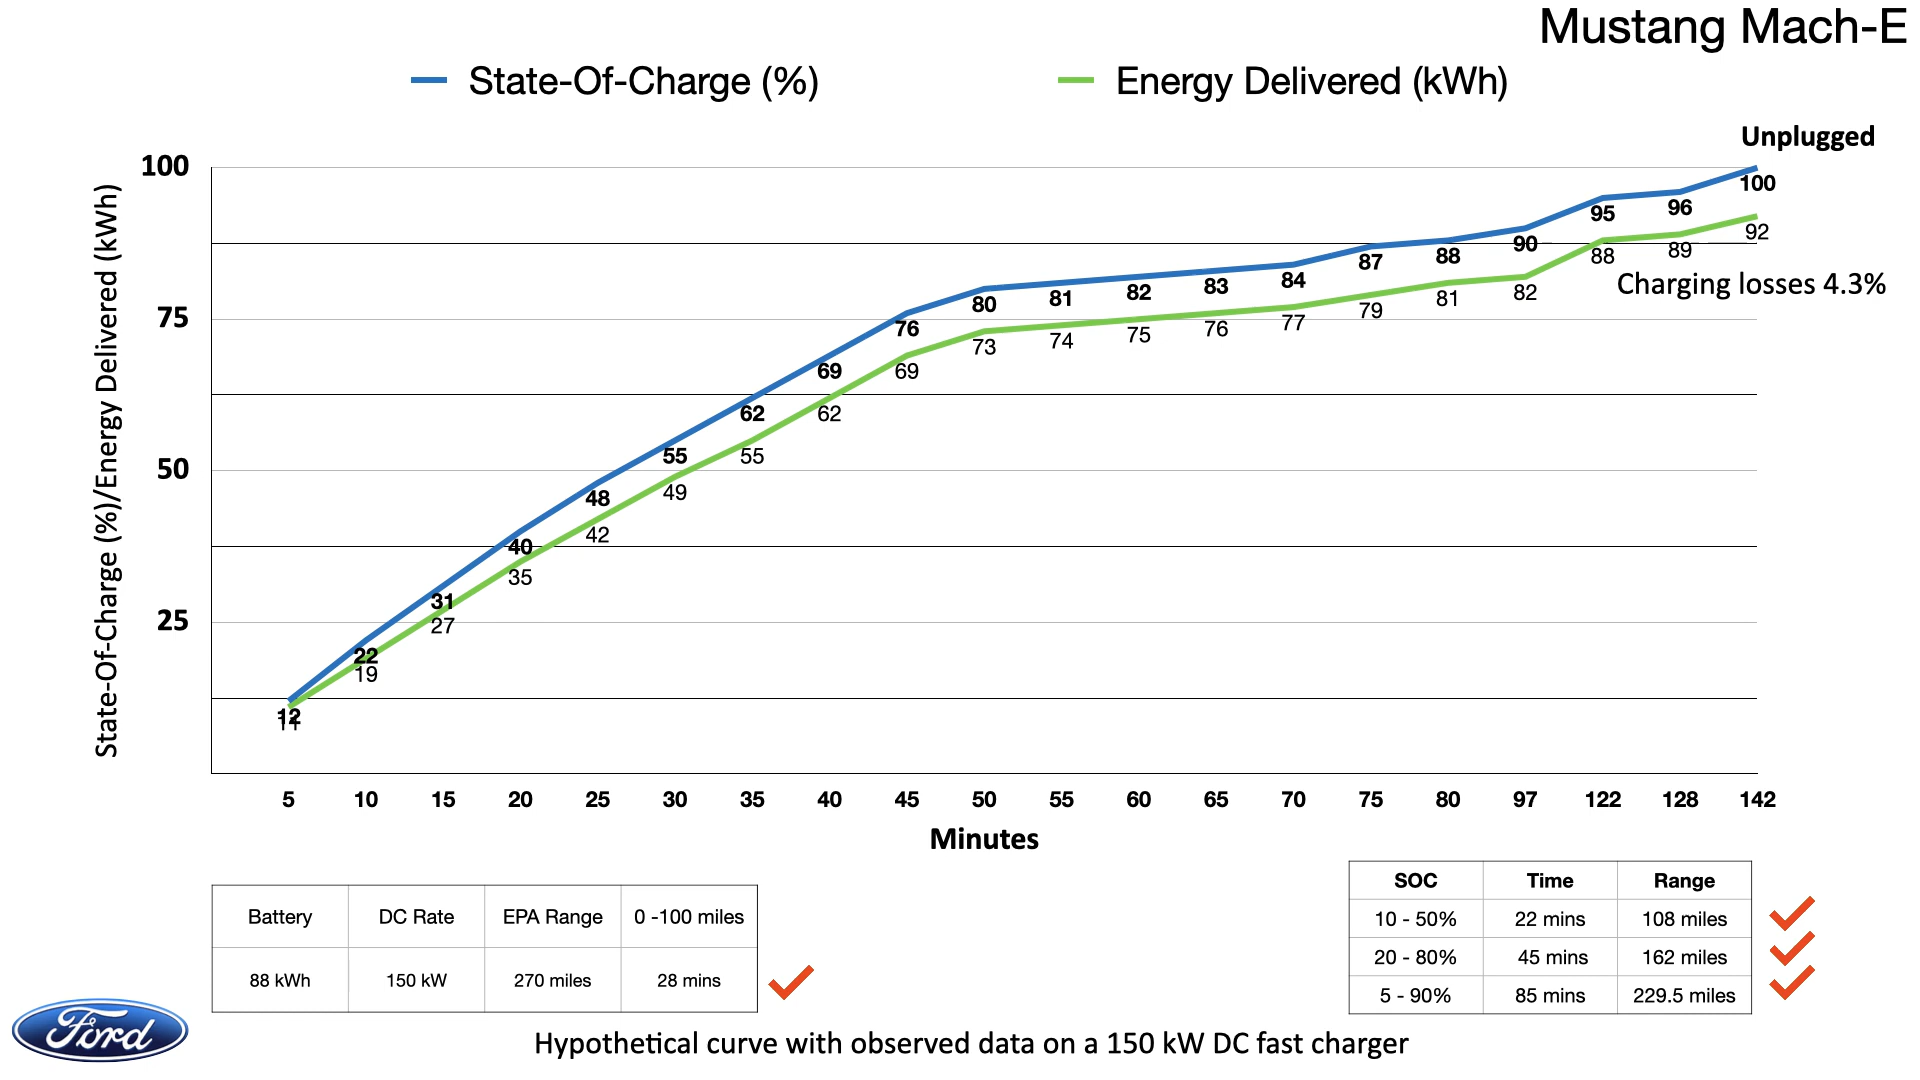 Mustang Mach-E
State-Of-Charge (%) Energy Delivered (kWh)
Unplugged
State-Of-Charge (%)/Energy Delivered (kWh)
100
75
50
25
12 22 31 40 48 55 62 69 76 80 81 82 83 84 87 88 90 95 96 100
11 19 27 35 42 49 55 62 69 73 74 75 76 77 79 81 82 88 89 92
Charging losses 4.3%
5 10 15 20 25 30 35 40 45 50 55 60 65 70 75 80 97 122 128 142
Minutes
Battery DC Rate EPA Range 0 -100 miles
88 kWh 150 kW 270 miles 28 mins
SOC Time Range
10 - 50% 22 mins 108 miles
20 - 80% 45 mins 162 miles
5 - 90% 85 mins 229.5 miles
Ford
Hypothetical curve with observed data on a 150 kW DC fast charger